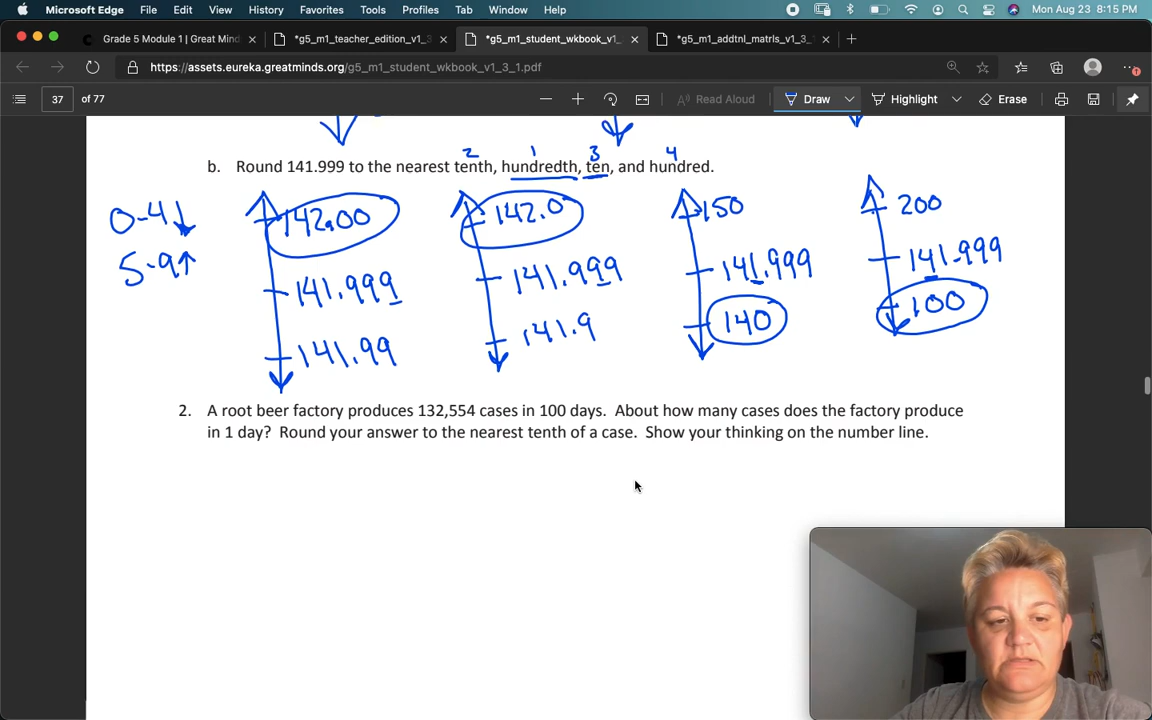 Microsoft Edge File Edit View History Favorites Tools Profiles Tab Window Help Mon Aug 23 8:15 PM
Grade 5 Module 1 | Great Mind *g5_m1_teacher_edition_v1_3_ *g5_m1_student_wkbook_v1_ *g5_m1_addtnl_matrls_v1_3_
https://assets.eureka.greatminds.org/g5_m1_student_wkbook_v1_3_1.pdf
37 of 77 Read Aloud Draw Highlight Erase
2 1 3 4
b. Round 141.999 to the nearest tenth, hundredth, ten, and hundred.
0-4↓ 142.00 142.0 150 200
5-9↑ 141.999 141.999 141.999 141.999
141.99 141.9 140 100
2. A root beer factory produces 132,554 cases in 100 days. About how many cases does the factory produce
in 1 day? Round your answer to the nearest tenth of a case. Show your thinking on the number line.